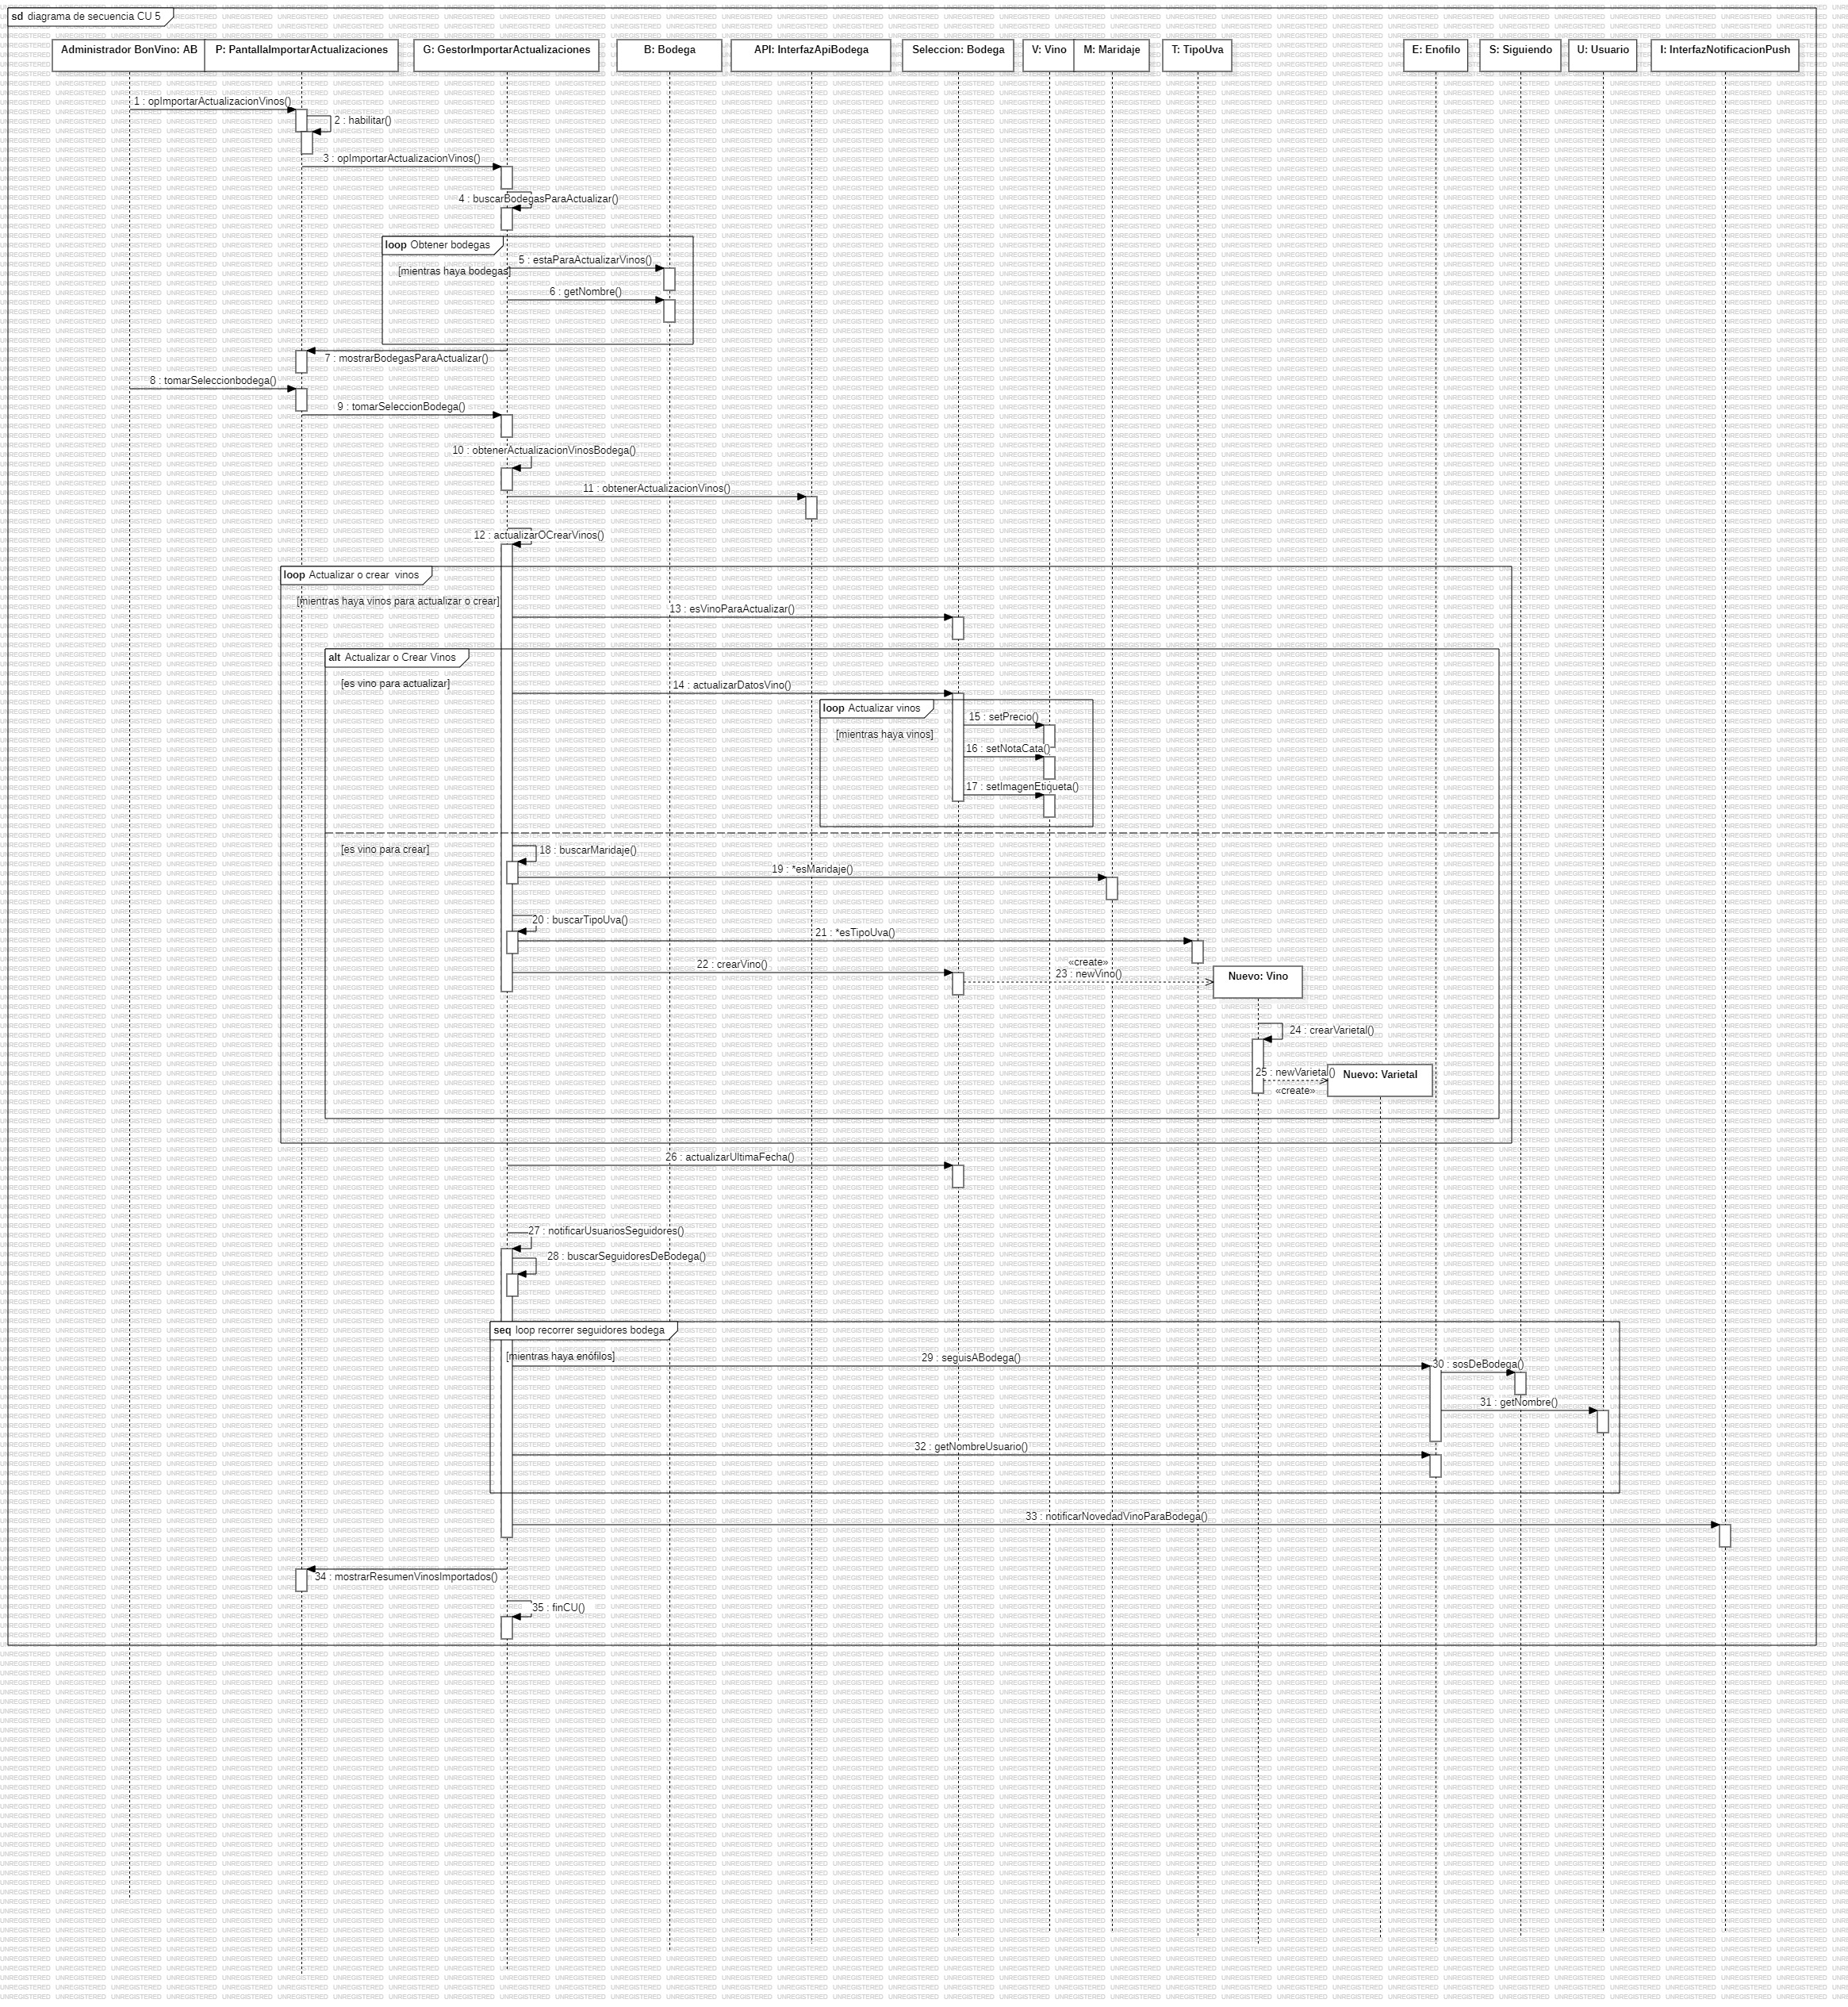 sd diagrama de secuencia CU 5
Administrador BonVino: AB
P: PantallaImportarActualizaciones
G: GestorImportarActualizaciones
B: Bodega
API: InterfazApiBodega
Seleccion: Bodega
V: Vino
M: Maridaje
T: TipoUva
E: Enofilo
S: Siguiendo
U: Usuario
I: InterfazNotificacionPush
1 : opImportarActualizacionVinos()
2 : habilitar()
3 : opImportarActualizacionVinos()
4 : buscarBodegasParaActualizar()
loop Obtener bodegas
5 : estaParaActualizarVinos()
[mientras haya bodegas]
6 : getNombre()
7 : mostrarBodegasParaActualizar()
8 : tomarSeleccionbodega()
9 : tomarSeleccionBodega()
10 : obtenerActualizacionVinosBodega()
11 : obtenerActualizacionVinos()
12 : actualizarOCrearVinos()
loop Actualizar o crear vinos
[mientras haya vinos para actualizar o crear]
13 : esVinoParaActualizar()
alt Actualizar o Crear Vinos
[es vino para actualizar]
14 : actualizarDatosVino()
loop Actualizar vinos
15 : setPrecio()
[mientras haya vinos]
16 : setNotaCata()
17 : setImagenEtiqueta()
[es vino para crear]
18 : buscarMaridaje()
19 : *esMaridaje()
20 : buscarTipoUva()
21 : *esTipoUva()
22 : crearVino()
«create»
23 : newVino()
Nuevo: Vino
24 : crearVarietal()
25 : newVarietal()
Nuevo: Varietal
«create»
26 : actualizarUltimaFecha()
27 : notificarUsuariosSeguidores()
28 : buscarSeguidoresDeBodega()
seq loop recorrer seguidores bodega
[mientras haya enófilos]
29 : seguisABodega()
30 : sosDeBodega()
31 : getNombre()
32 : getNombreUsuario()
33 : notificarNovedadVinoParaBodega()
34 : mostrarResumenVinosImportados()
35 : finCU()
UNREGISTERED